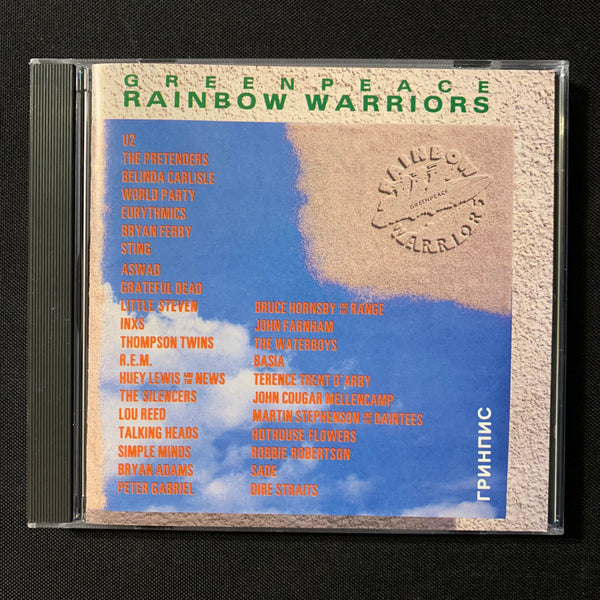 GREENPEACE
RAINBOW WARRIORS
RAINBOW
GREENPEACE
WARRIORS
U2
THE PRETENDERS
BELINDA CARLISLE
WORLD PARTY
EURYTHMICS
BRYAN FERRY
STING
ASWAD
GRATEFUL DEAD
LITTLE STEVEN
INXS
THOMPSON TWINS
R.E.M.
HUEY LEWIS AND THE NEWS
THE SILENCERS
LOU REED
TALKING HEADS
SIMPLE MINDS
BRYAN ADAMS
PETER GABRIEL
BRUCE HORNSBY AND THE RANGE
JOHN FARNHAM
THE WATERBOYS
BASIA
TERENCE TRENT D'ARBY
JOHN COUGAR MELLENCAMP
MARTIN STEPHENSON AND THE DAINTEES
HOTHOUSE FLOWERS
ROBBIE ROBERTSON
SADE
DIRE STRAITS
ГРИНПИС